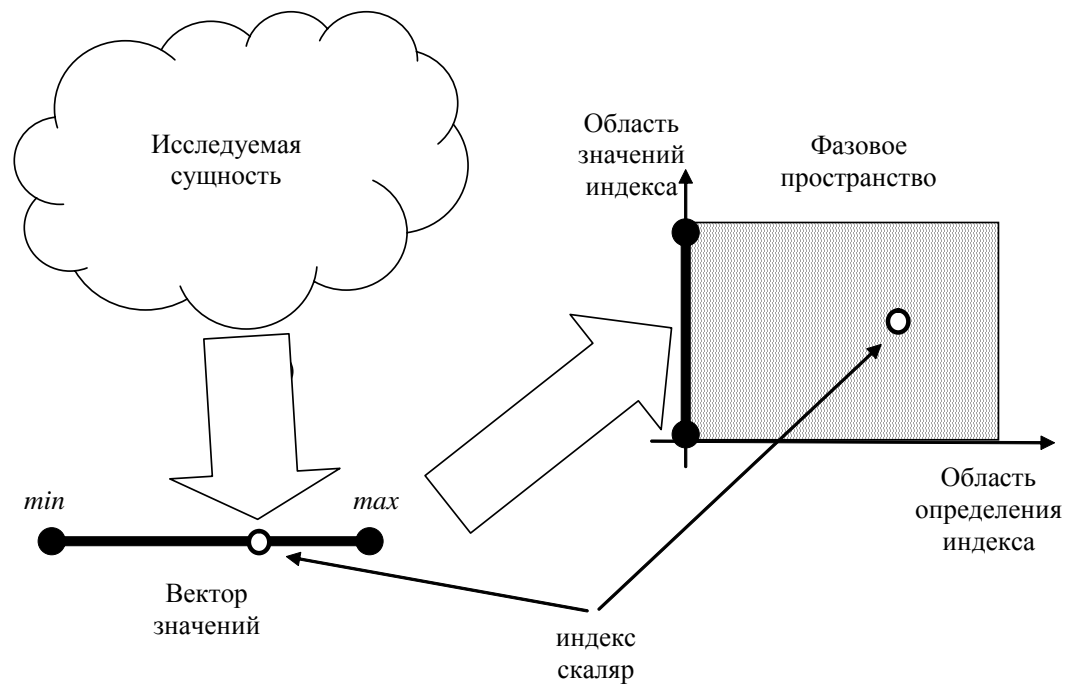 Исследуемая
сущность
Область
значений
индекса
Фазовое
пространство
min
max
Вектор
значений
Область
определения
индекса
индекс
скаляр